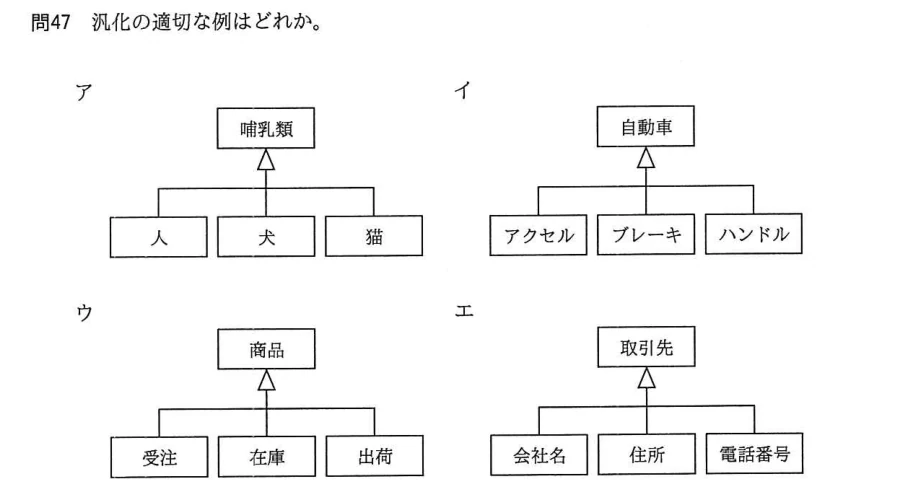 問47 汎化の適切な例はどれか。
ア
哺乳類
人
犬
猫
イ
自動車
アクセル
ブレーキ
ハンドル
ウ
商品
受注
在庫
出荷
エ
取引先
会社名
住所
電話番号